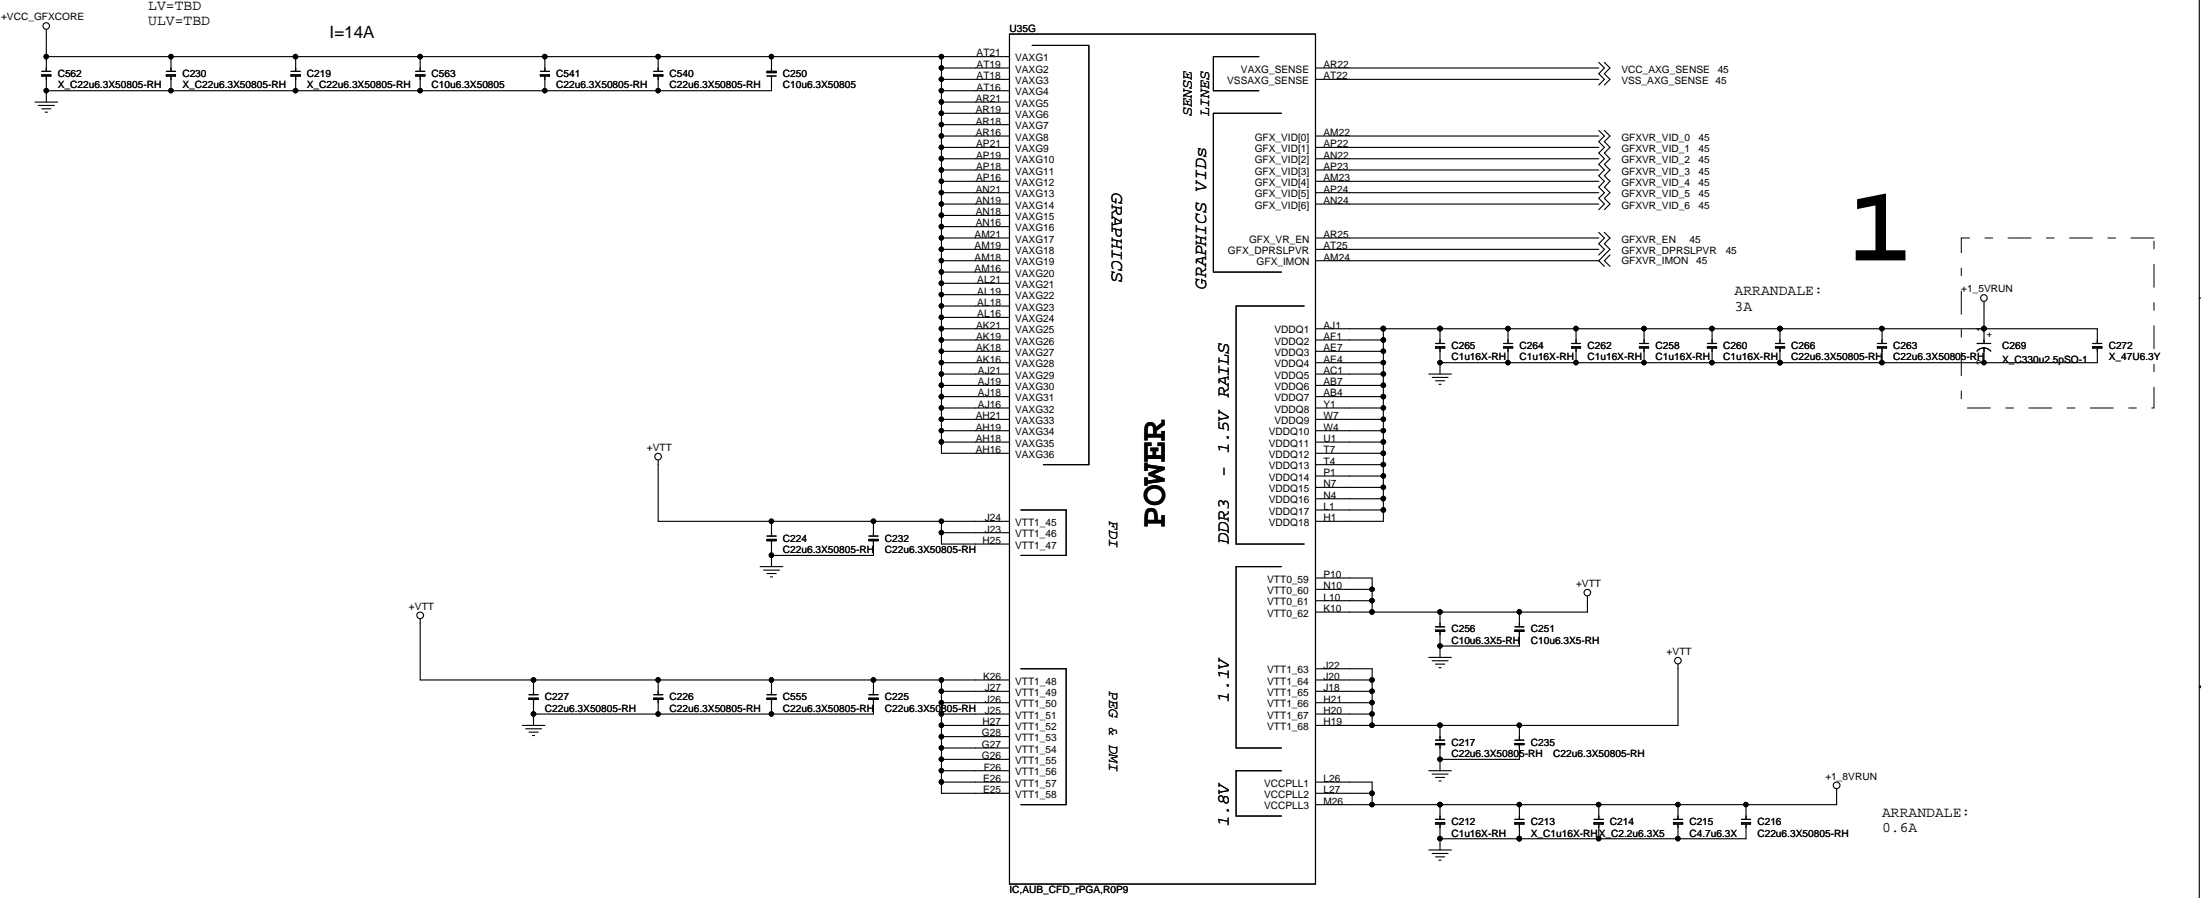 LV=TBD
ULV=TBD
+VCC_GFXCORE
I=14A
C562
X_C22u6.3X50805-RH
C230
X_C22u6.3X50805-RH
C219
X_C22u6.3X50805-RH
C563
C10u6.3X50805
C541
C22u6.3X50805-RH
C540
C22u6.3X50805-RH
C250
C10u6.3X50805
U35G
AT21 VAXG1
AT19 VAXG2
AT18 VAXG3
AT16 VAXG4
AR21 VAXG5
AR19 VAXG6
AR18 VAXG7
AR16 VAXG8
AP21 VAXG9
AP19 VAXG10
AP18 VAXG11
AP16 VAXG12
AN21 VAXG13
AN19 VAXG14
AN18 VAXG15
AN16 VAXG16
AM21 VAXG17
AM19 VAXG18
AM18 VAXG19
AM16 VAXG20
AL21 VAXG21
AL19 VAXG22
AL18 VAXG23
AL16 VAXG24
AK21 VAXG25
AK19 VAXG26
AK18 VAXG27
AK16 VAXG28
AJ21 VAXG29
AJ19 VAXG30
AJ18 VAXG31
AJ16 VAXG32
AH21 VAXG33
AH19 VAXG34
AH18 VAXG35
AH16 VAXG36
GRAPHICS
+VTT
C224
C22u6.3X50805-RH
C232
C22u6.3X50805-RH
J24 VTT1_45
J23 VTT1_46
H25 VTT1_47
FDI
+VTT
C227
C22u6.3X50805-RH
C226
C22u6.3X50805-RH
C555
C22u6.3X50805-RH
C225
C22u6.3X50805-RH
K26 VTT1_48
J27 VTT1_49
J26 VTT1_50
J25 VTT1_51
H27 VTT1_52
G28 VTT1_53
G27 VTT1_54
G26 VTT1_55
F26 VTT1_56
E26 VTT1_57
E25 VTT1_58
PEG & DMI
POWER
SENSE
LINES
VAXG_SENSE AR22 VCC_AXG_SENSE 45
VSSAXG_SENSE AT22 VSS_AXG_SENSE 45
GRAPHICS VIDs
GFX_VID[0] AM22 GFXVR_VID_0 45
GFX_VID[1] AP22 GFXVR_VID_1 45
GFX_VID[2] AN22 GFXVR_VID_2 45
GFX_VID[3] AP23 GFXVR_VID_3 45
GFX_VID[4] AM23 GFXVR_VID_4 45
GFX_VID[5] AP24 GFXVR_VID_5 45
GFX_VID[6] AN24 GFXVR_VID_6 45
GFX_VR_EN AR25 GFXVR_EN 45
GFX_DPRSLPVR AT25 GFXVR_DPRSLPVR 45
GFX_IMON AM24 GFXVR_IMON 45
1
ARRANDALE:
3A
+1_5VRUN
DDR3 - 1.5V RAILS
VDDQ1 AJ1
VDDQ2 AF1
VDDQ3 AE7
VDDQ4 AE4
VDDQ5 AC1
VDDQ6 AB7
VDDQ7 AB4
VDDQ8 Y1
VDDQ9 W7
VDDQ10 W4
VDDQ11 U1
VDDQ12 T7
VDDQ13 T4
VDDQ14 P1
VDDQ15 N7
VDDQ16 N4
VDDQ17 L1
VDDQ18 H1
C265
C1u16X-RH
C264
C1u16X-RH
C262
C1u16X-RH
C258
C1u16X-RH
C260
C1u16X-RH
C266
C22u6.3X50805-RH
C263
C22u6.3X50805-RH
+
C269
X_C330u2.5pSO-1
C272
X_47U6.3Y
1.1V
VTT0_59 P10
VTT0_60 N10
VTT0_61 L10
VTT0_62 K10
+VTT
C256
C10u6.3X5-RH
C251
C10u6.3X5-RH
VTT1_63 J22
VTT1_64 J20
VTT1_65 J18
VTT1_66 H21
VTT1_67 H20
VTT1_68 H19
+VTT
C217
C22u6.3X50805-RH
C235
C22u6.3X50805-RH
1.8V
VCCPLL1 L26
VCCPLL2 L27
VCCPLL3 M26
+1_8VRUN
C212
C1u16X-RH
C213
X_C1u16X-RH
C214
X_C2.2u6.3X5
C215
C4.7u6.3X
C216
C22u6.3X50805-RH
ARRANDALE:
0.6A
IC,AUB_CFD_rPGA,R0P9